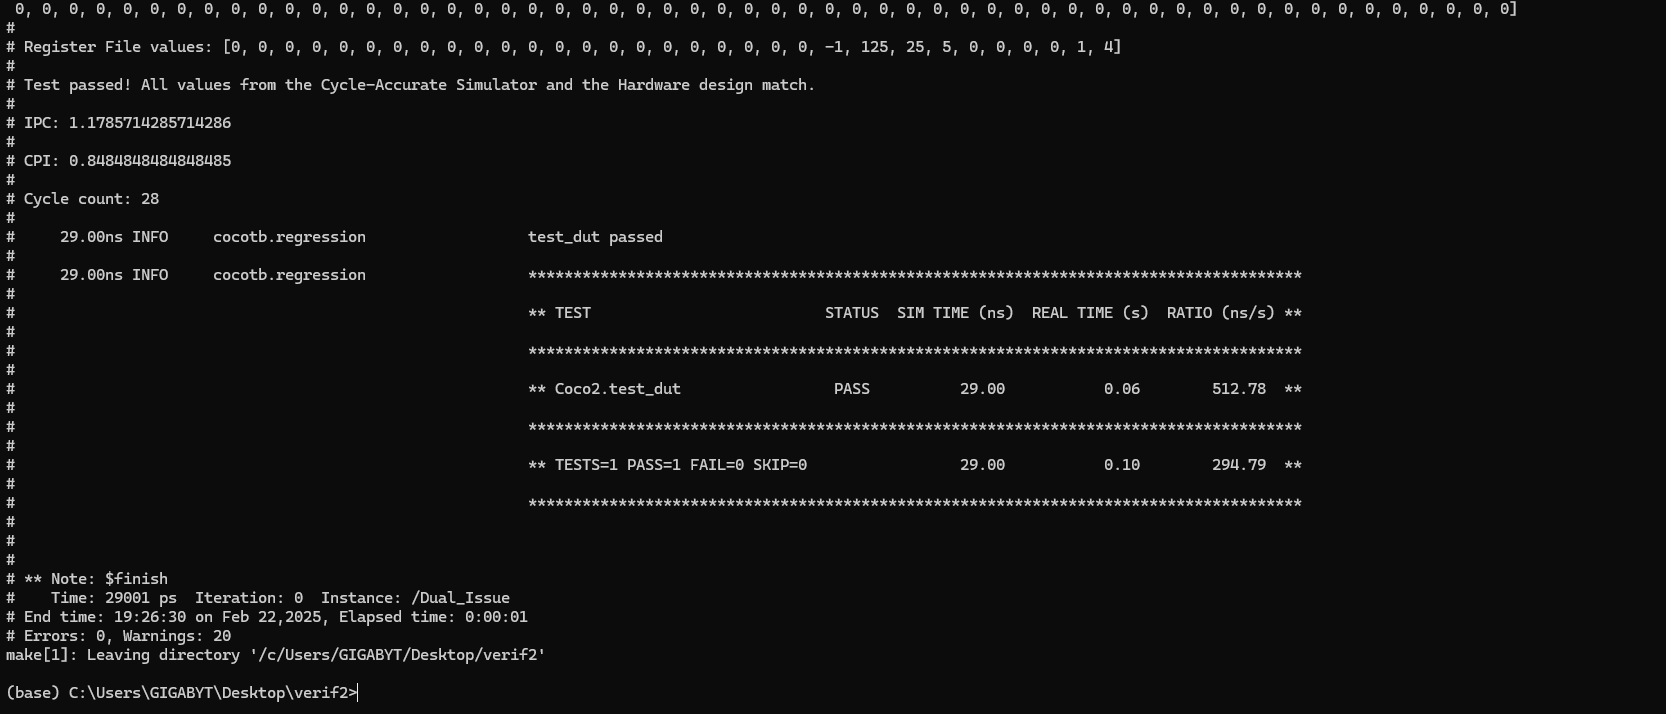 0, 0, 0, 0, 0, 0, 0, 0, 0, 0, 0, 0, 0, 0, 0, 0, 0, 0, 0, 0, 0, 0, 0, 0, 0, 0, 0, 0, 0, 0, 0, 0, 0, 0, 0, 0, 0, 0, 0, 0, 0, 0, 0, 0, 0, 0, 0, 0, 0, 0, 0, 0, 0, 0, 0, 0]
#
# Register File values: [0, 0, 0, 0, 0, 0, 0, 0, 0, 0, 0, 0, 0, 0, 0, 0, 0, 0, 0, 0, 0, 0, -1, 125, 25, 5, 0, 0, 0, 0, 1, 4]
#
# Test passed! All values from the Cycle-Accurate Simulator and the Hardware design match.
#
# IPC: 1.1785714285714286
#
# CPI: 0.8484848484848485
#
# Cycle count: 28
#
#     29.00ns INFO     cocotb.regression                  test_dut passed
#
#     29.00ns INFO     cocotb.regression                  **************************************************************************************
#
#                                                         ** TEST                          STATUS  SIM TIME (ns)  REAL TIME (s)  RATIO (ns/s) **
#
#                                                         **************************************************************************************
#
#                                                         ** Coco2.test_dut                 PASS          29.00           0.06        512.78  **
#
#                                                         **************************************************************************************
#
#                                                         ** TESTS=1 PASS=1 FAIL=0 SKIP=0                 29.00           0.10        294.79  **
#
#                                                         **************************************************************************************
#
#
#
# ** Note: $finish
#    Time: 29001 ps  Iteration: 0  Instance: /Dual_Issue
# End time: 19:26:30 on Feb 22,2025, Elapsed time: 0:00:01
# Errors: 0, Warnings: 20
make[1]: Leaving directory '/c/Users/GIGABYT/Desktop/verif2'
(base) C:\Users\GIGABYT\Desktop\verif2>